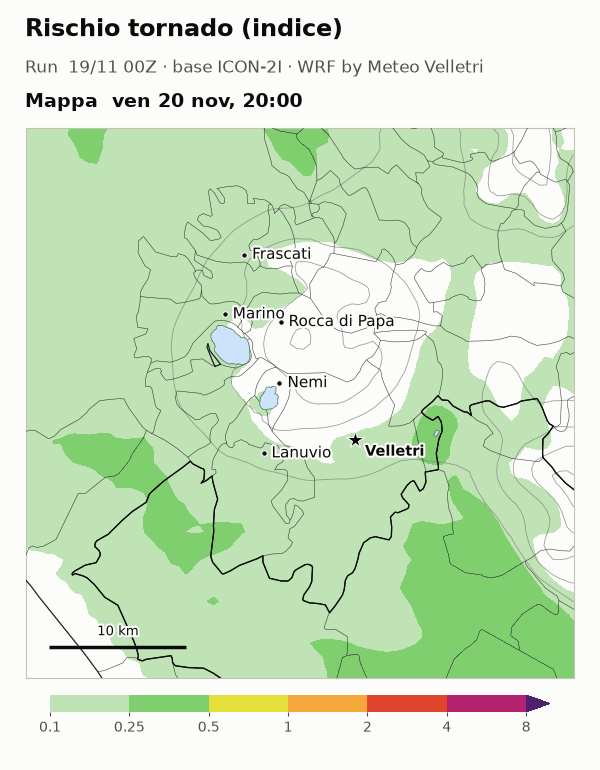 Rischio tornado (indice)
Run  19/11 00Z · base ICON-2I · WRF by Meteo Velletri
Mappa  ven 20 nov, 20:00
Frascati
Marino
Rocca di Papa
Nemi
Velletri
Lanuvio
10 km
0.1 0.25 0.5 1 2 4 8